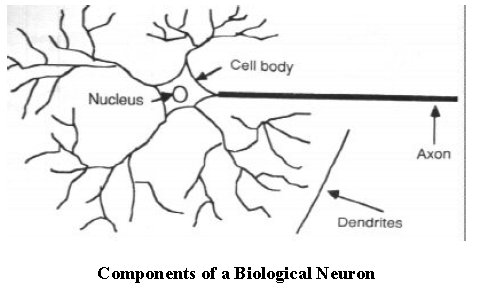 Cell body
Nucleus
Axon
Dendrites
Components of a Biological Neuron